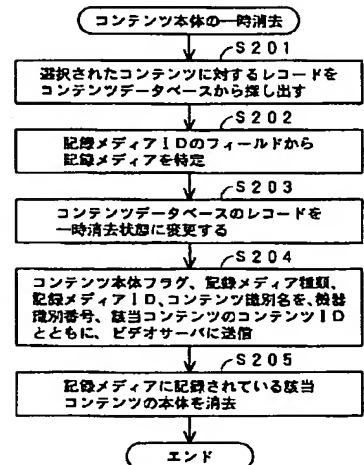 コンテンツ本体の一時消去
S201
選択されたコンテンツに対するレコードを
コンテンツデータベースから探し出す
S202
記録メディアIDのフィールドから
記録メディアを特定
S203
コンテンツデータベースのレコードを
一時消去状態に変更する
S204
コンテンツ本体フラグ、記録メディア種類、
記録メディアID、コンテンツ識別名を、機器
識別番号、該当コンテンツのコンテンツID
とともに、ビデオサーバに送信
S205
記録メディアに記録されている該当
コンテンツの本体を消去
エンド